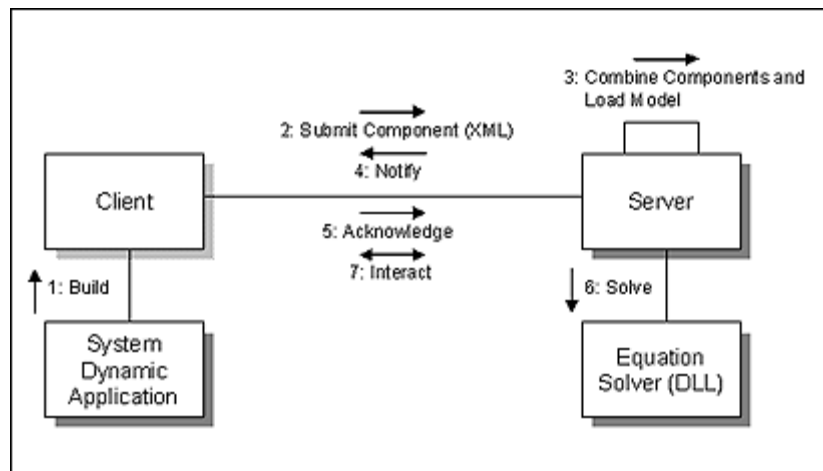 3: Combine Components and
Load Model
2: Submit Component (XML)
4: Notify
Client
Server
5: Acknowledge
7: Interact
1: Build
6: Solve
System
Dynamic
Application
Equation
Solver (DLL)